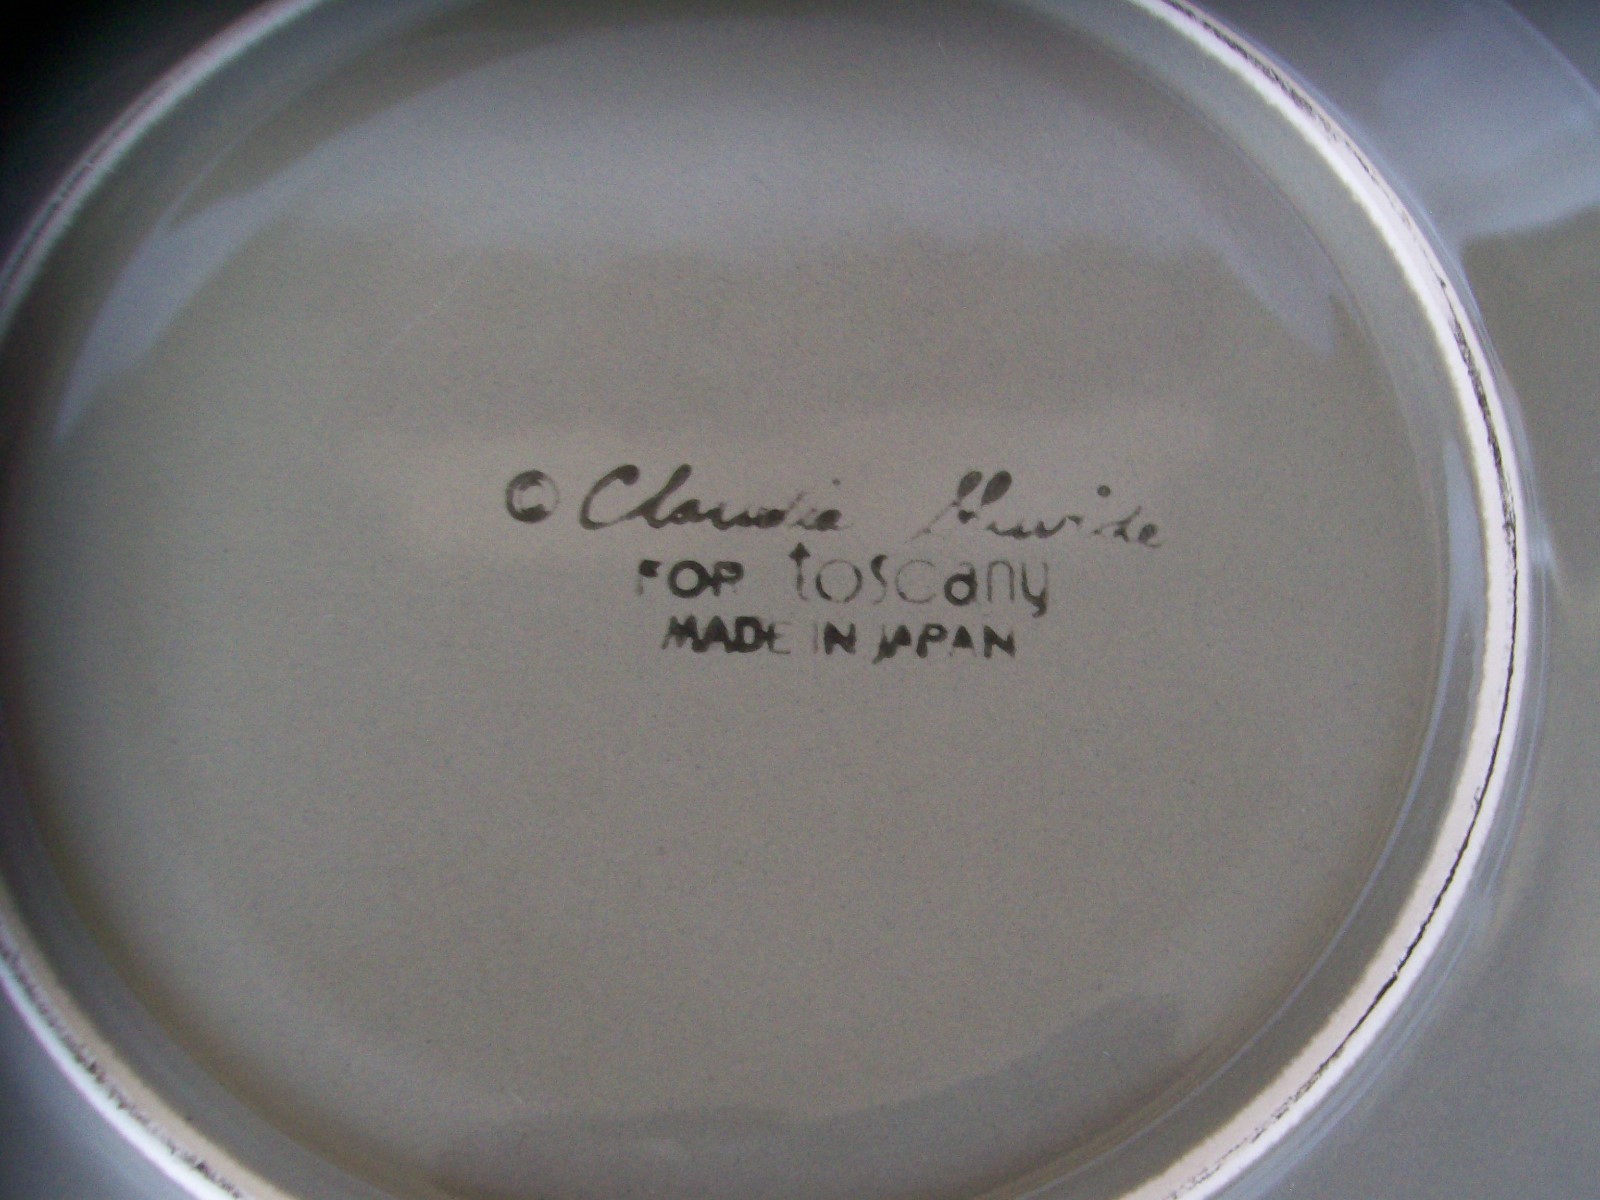 © Claudia
FOR toscany
MADE IN JAPAN